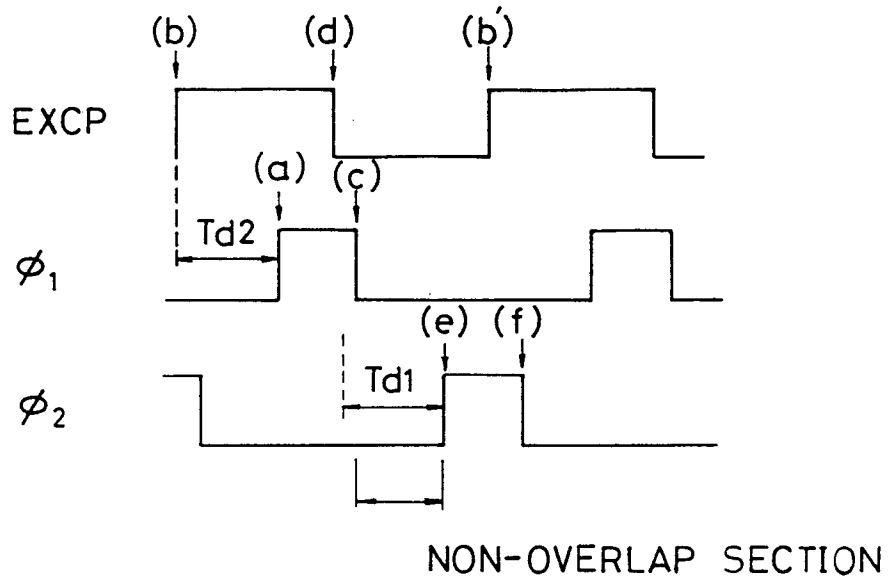 (b) (d) (b')
EXCP
(a) (c)
Td2
ϕ₁
(e) (f)
Td1
ϕ₂
NON-OVERLAP SECTION